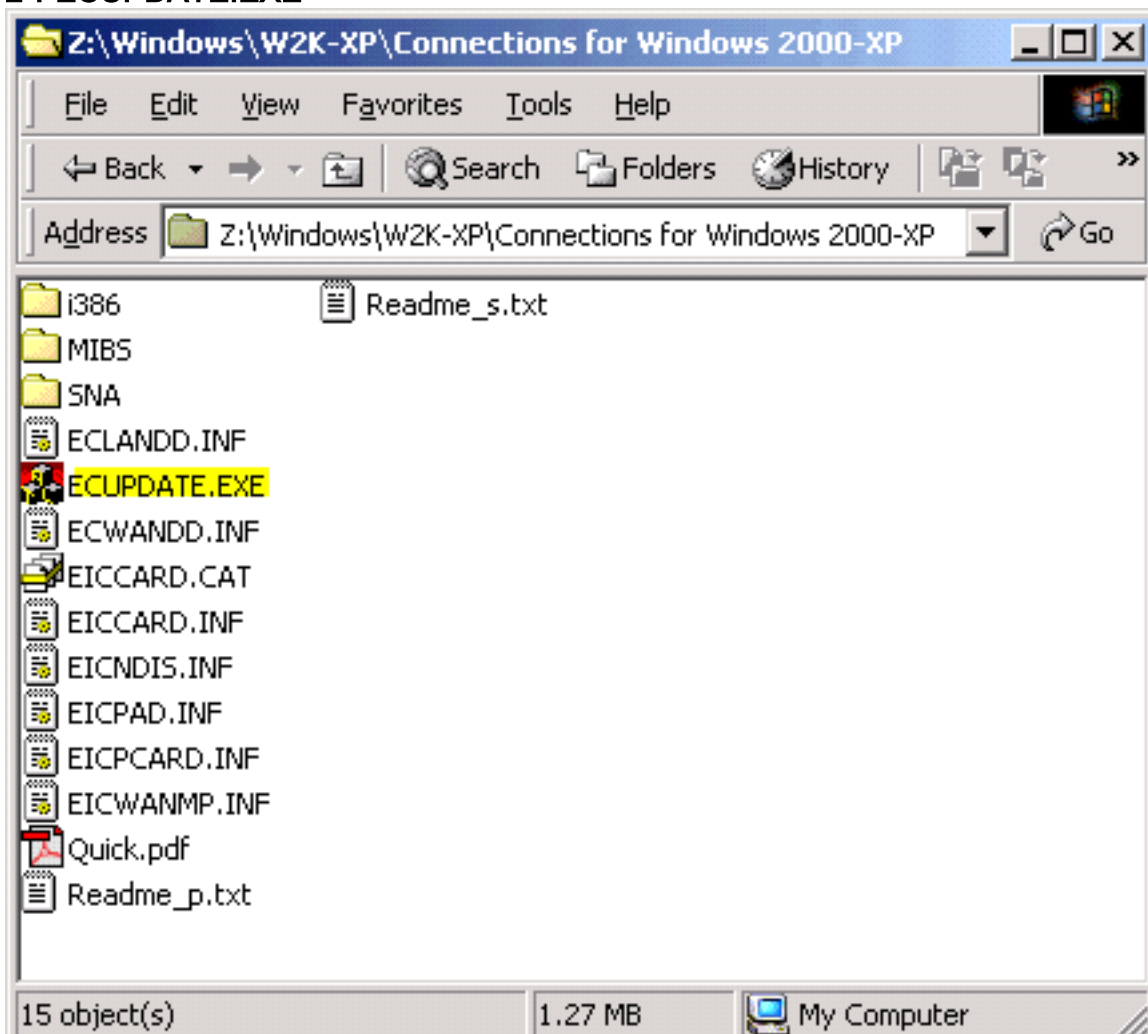 Z:\Windows\W2K-XP\Connections for Windows 2000-XP
File Edit View Favorites Tools Help
Back Search Folders History »
Address Z:\Windows\W2K-XP\Connections for Windows 2000-XP Go
i386 Readme_s.txt
MIBS
SNA
ECLANDD.INF
ECUPDATE.EXE
ECWANDD.INF
EICCARD.CAT
EICCARD.INF
EICNDIS.INF
EICPAD.INF
EICPCARD.INF
EICWANMP.INF
Quick.pdf
Readme_p.txt
15 object(s) 1.27 MB My Computer